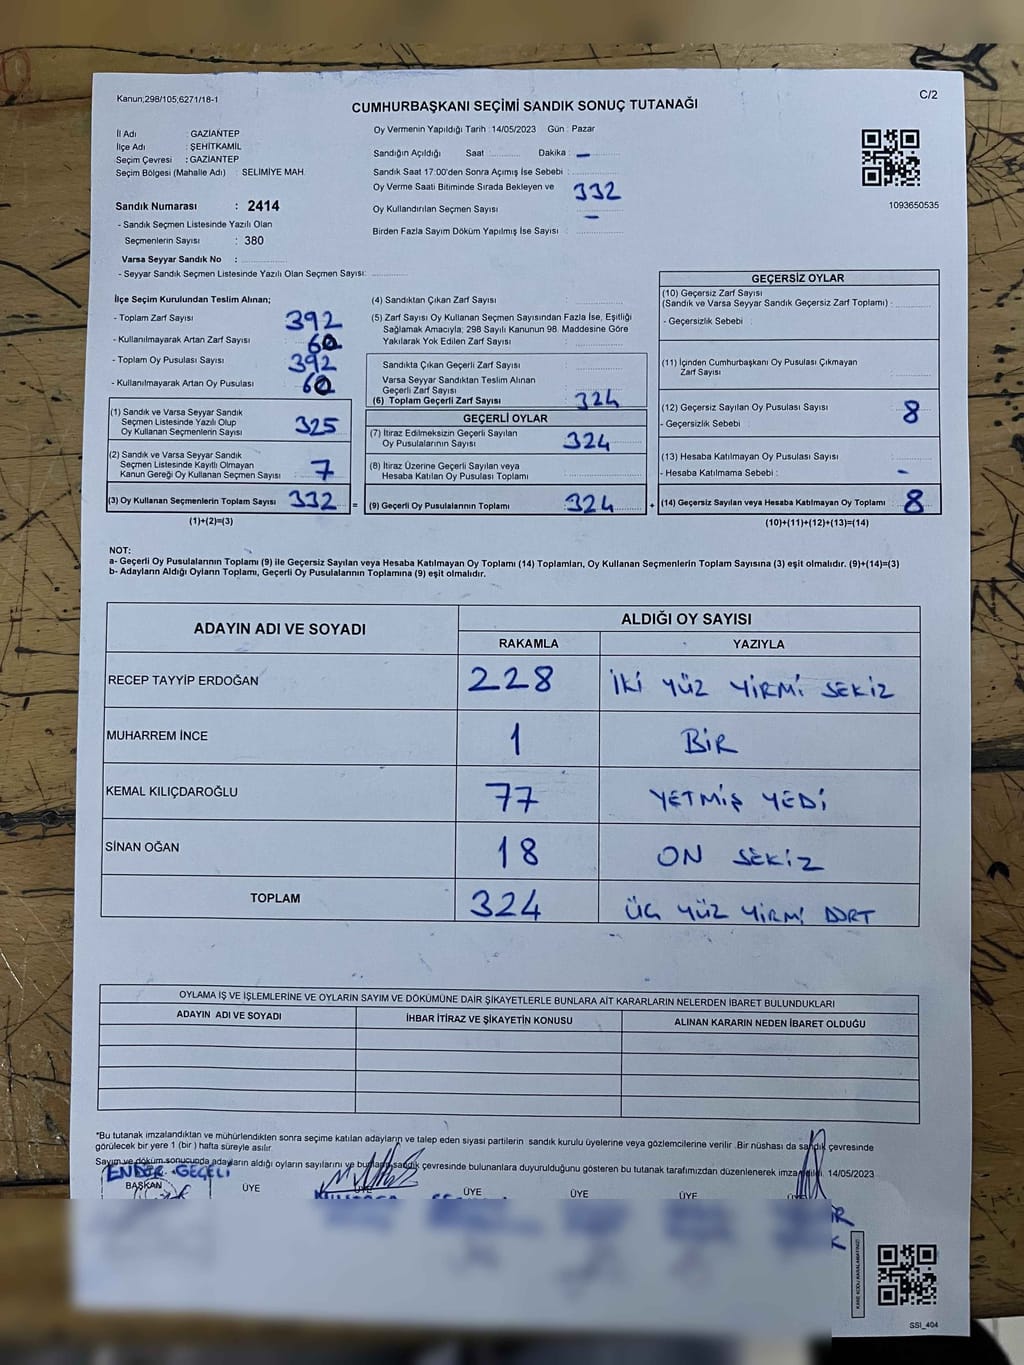 Kanun;298/105;6271/18-1
C/2
CUMHURBAŞKANI SEÇİMİ SANDIK SONUÇ TUTANAĞI
İl Adı : GAZİANTEP
İlçe Adı : ŞEHİTKAMİL
Seçim Çevresi : GAZİANTEP
Seçim Bölgesi (Mahalle Adı) : SELİMİYE MAH.
Sandık Numarası : 2414
- Sandık Seçmen Listesinde Yazılı Olan
Seçmenlerin Sayısı : 380
Varsa Seyyar Sandık No :
- Seyyar Sandık Seçmen Listesinde Yazılı Olan Seçmen Sayısı:
Oy Vermenin Yapıldığı Tarih : 14/05/2023 Gün : Pazar
Sandığın Açıldığı Saat Dakika : –
Sandık Saat 17:00'den Sonra Açımış İse Sebebi :
Oy Verme Saati Bitiminde Sırada Bekleyen ve 332
Oy Kullandırılan Seçmen Sayısı –
Birden Fazla Sayım Döküm Yapılmış İse Sayısı :
1093650535
İlçe Seçim Kurulundan Teslim Alınan;
- Toplam Zarf Sayısı : 392
- Kullanılmayarak Artan Zarf Sayısı : 60
- Toplam Oy Pusulası Sayısı : 392
- Kullanılmayarak Artan Oy Pusulası : 60
(1) Sandık ve Varsa Seyyar Sandık
Seçmen Listesinde Yazılı Olup
Oy Kullanan Seçmenlerin Sayısı : 325
(2) Sandık ve Varsa Seyyar Sandık
Seçmen Listesinde Kayıtlı Olmayan
Kanun Gereği Oy Kullanan Seçmen Sayısı : 7
(3) Oy Kullanan Seçmenlerin Toplam Sayısı : 332
(1)+(2)=(3)
(4) Sandıktan Çıkan Zarf Sayısı :
(5) Zarf Sayısı Oy Kullanan Seçmen Sayısından Fazla İse, Eşitliği
Sağlamak Amacıyla; 298 Sayılı Kanunun 98. Maddesine Göre
Yakılarak Yok Edilen Zarf Sayısı :
Sandıkta Çıkan Geçerli Zarf Sayısı :
Varsa Seyyar Sandıktan Teslim Alınan
Geçerli Zarf Sayısı :
(6) Toplam Geçerli Zarf Sayısı : 324
GEÇERLİ OYLAR
(7) İtiraz Edilmeksizin Geçerli Sayılan
Oy Pusulalarının Sayısı : 324
(8) İtiraz Üzerine Geçerli Sayılan veya
Hesaba Katılan Oy Pusulası Toplamı :
= (9) Geçerli Oy Pusulalarının Toplamı : 324
GEÇERSİZ OYLAR
(10) Geçersiz Zarf Sayısı
(Sandık ve Varsa Seyyar Sandık Geçersiz Zarf Toplamı) :
- Geçersizlik Sebebi :
(11) İçinden Cumhurbaşkanı Oy Pusulası Çıkmayan
Zarf Sayısı :
(12) Geçersiz Sayılan Oy Pusulası Sayısı : 8
- Geçersizlik Sebebi :
(13) Hesaba Katılmayan Oy Pusulası Sayısı :
- Hesaba Katılmama Sebebi : –
+ (14) Geçersiz Sayılan veya Hesaba Katılmayan Oy Toplamı : 8
(10)+(11)+(12)+(13)=(14)
NOT:
a- Geçerli Oy Pusulalarının Toplamı (9) ile Geçersiz Sayılan veya Hesaba Katılmayan Oy Toplamı (14) Toplamları, Oy Kullanan Seçmenlerin Toplam Sayısına (3) eşit olmalıdır. (9)+(14)=(3)
b- Adayların Aldığı Oyların Toplamı, Geçerli Oy Pusulalarının Toplamına (9) eşit olmalıdır.
ADAYIN ADI VE SOYADI
ALDIĞI OY SAYISI
RAKAMLA YAZIYLA
RECEP TAYYİP ERDOĞAN 228 İKİ YÜZ YİRMİ SEKİZ
MUHARREM İNCE 1 BİR
KEMAL KILIÇDAROĞLU 77 YETMİŞ YEDİ
SİNAN OĞAN 18 ON SEKİZ
TOPLAM 324 ÜÇ YÜZ YİRMİ DÖRT
OYLAMA İŞ VE İŞLEMLERİNE VE OYLARIN SAYIM VE DÖKÜMÜNE DAİR ŞİKAYETLERLE BUNLARA AİT KARARLARIN NELERDEN İBARET BULUNDUKLARI
ADAYIN ADI VE SOYADI İHBAR İTİRAZ VE ŞİKAYETİN KONUSU ALINAN KARARIN NEDEN İBARET OLDUĞU
*Bu tutanak imzalandıktan ve mühürlendikten sonra seçime katılan adayların ve talep eden siyasi partilerin sandık kurulu üyelerine veya gözlemcilerine verilir .Bir nüshası da sandık çevresinde
görülecek bir yere 1 (bir ) hafta süreyle asılır.
Sayım ve döküm sonucunda adayların aldığı oyların sayılarını ve bunların sandık çevresinde bulunanlara duyurulduğunu gösteren bu tutanak tarafımızdan düzenlenerek imzalandı. 14/05/2023
ENDER GEÇELİ
BAŞKAN ÜYE ÜYE ÜYE ÜYE ÜYE
SSI_404